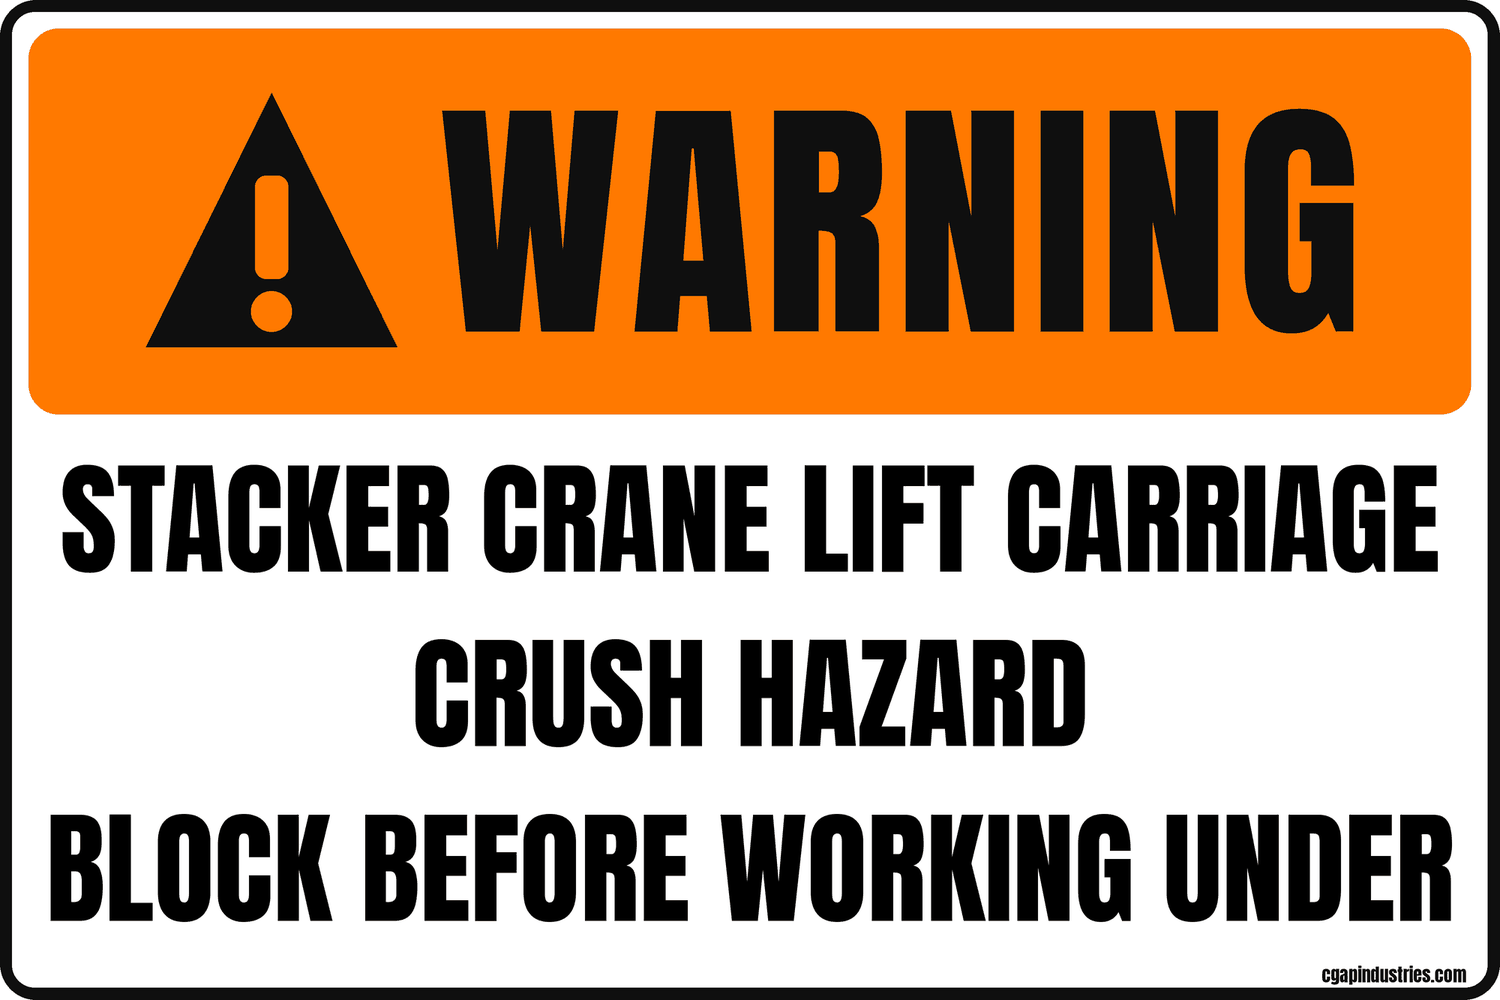 WARNING
STACKER CRANE LIFT CARRIAGE
CRUSH HAZARD
BLOCK BEFORE WORKING UNDER
cgapindustries.com